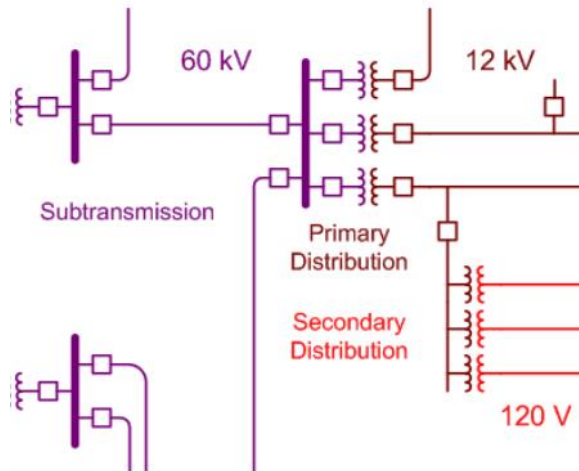 60 kV
12 kV
Subtransmission
Primary
Distribution
Secondary
Distribution
120 V